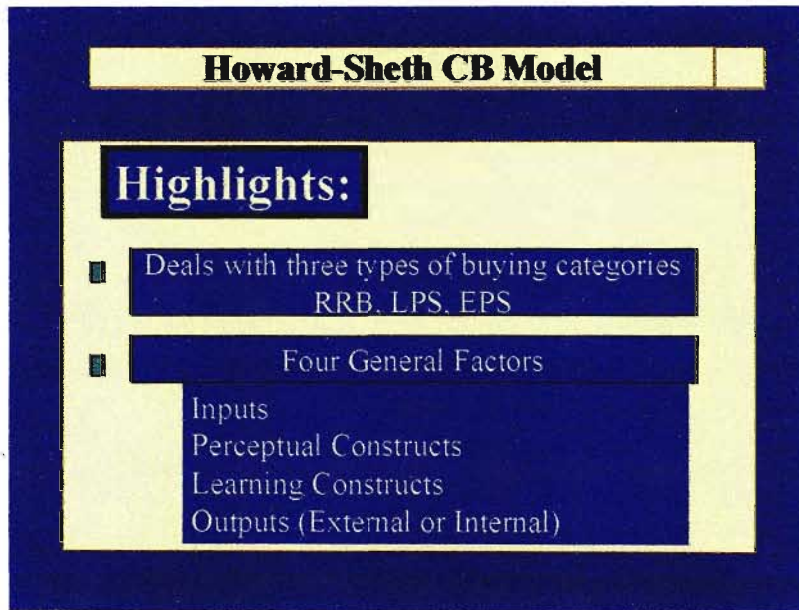 Howard-Sheth CB Model
Highlights:
Deals with three types of buying categories
RRB, LPS, EPS
Four General Factors
Inputs
Perceptual Constructs
Learning Constructs
Outputs (External or Internal)